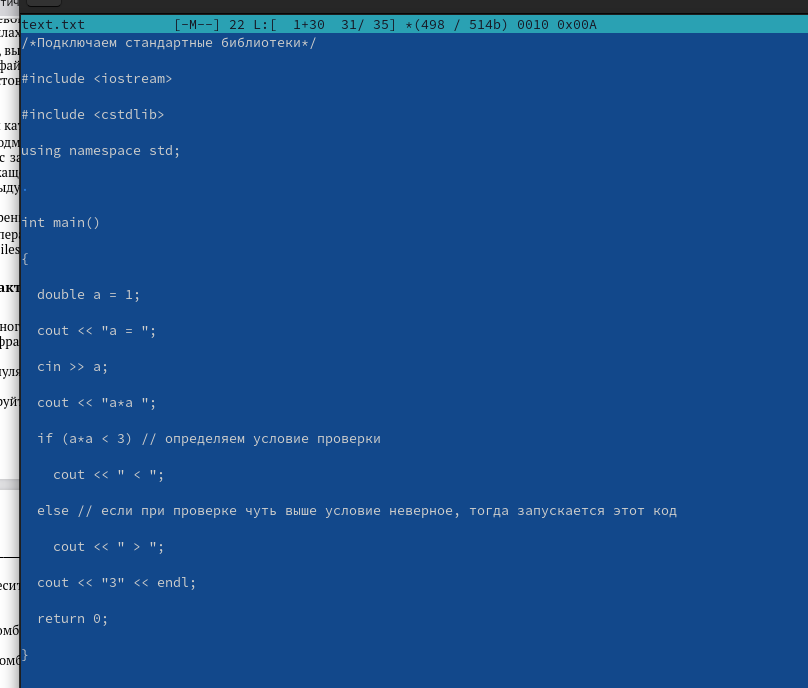 text.txt [-M--] 22 L:[ 1+30 31/ 35] *(498 / 514b) 0010 0x00A
/*Подключаем стандартные библиотеки*/
#include <iostream>
#include <cstdlib>
using namespace std;
.
int main()
{
double a = 1;
cout << "a = ";
cin >> a;
cout << "a*a ";
if (a*a < 3) // определяем условие проверки
cout << " < ";
else // если при проверке чуть выше условие неверное, тогда запускается этот код
cout << " > ";
cout << "3" << endl;
return 0;
}